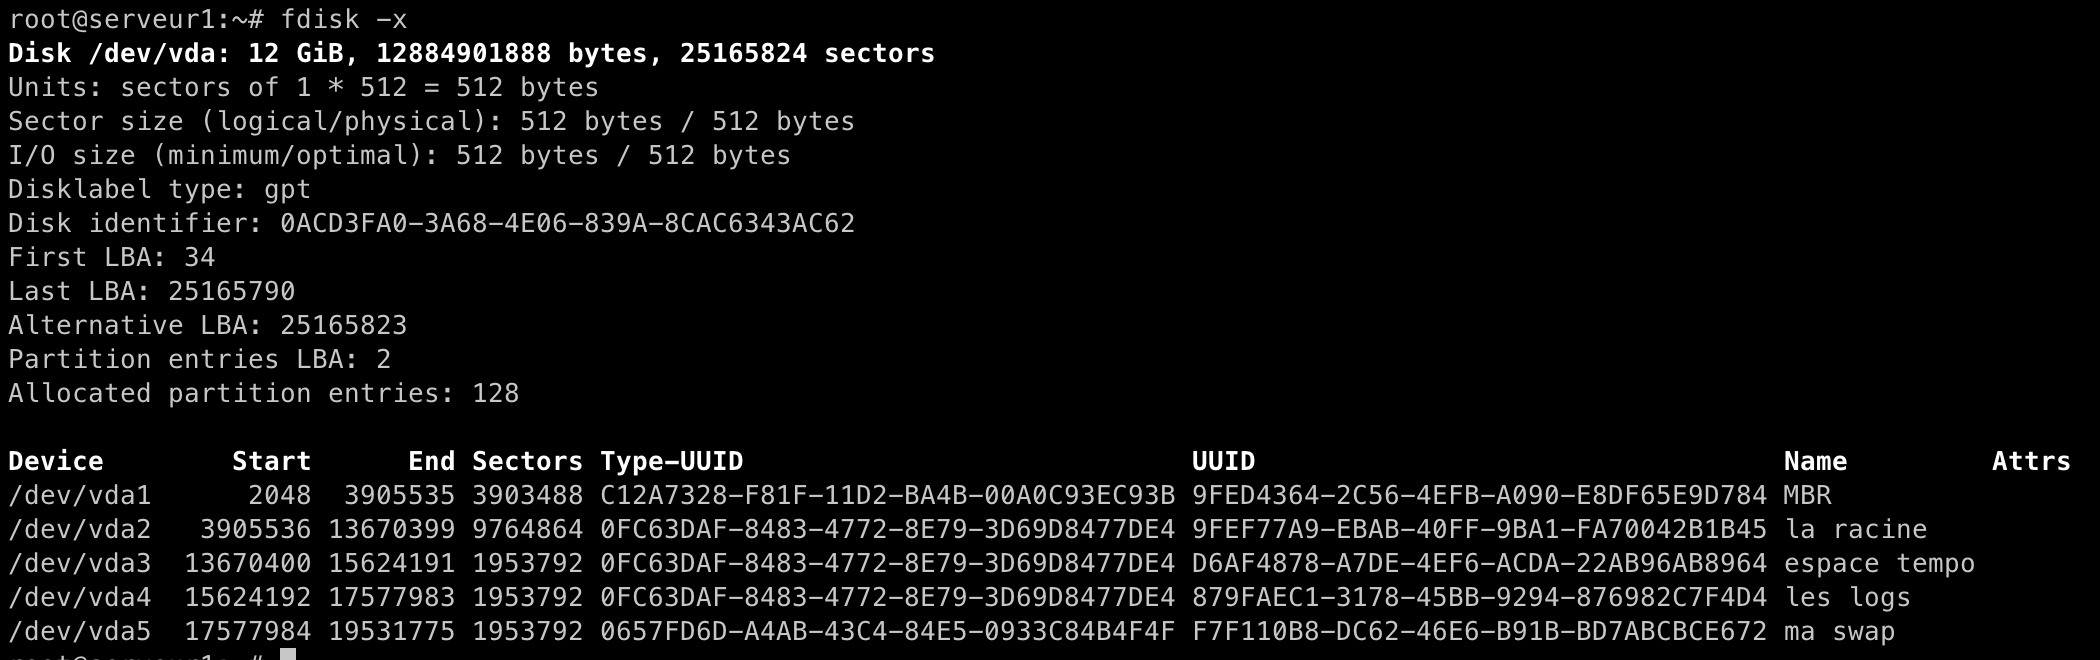 root@serveur1:~# fdisk -x
Disk /dev/vda: 12 GiB, 12884901888 bytes, 25165824 sectors
Units: sectors of 1 * 512 = 512 bytes
Sector size (logical/physical): 512 bytes / 512 bytes
I/O size (minimum/optimal): 512 bytes / 512 bytes
Disklabel type: gpt
Disk identifier: 0ACD3FA0-3A68-4E06-839A-8CAC6343AC62
First LBA: 34
Last LBA: 25165790
Alternative LBA: 25165823
Partition entries LBA: 2
Allocated partition entries: 128
Device Start End Sectors Type-UUID UUID Name Attrs
/dev/vda1 2048 3905535 3903488 C12A7328-F81F-11D2-BA4B-00A0C93EC93B 9FED4364-2C56-4EFB-A090-E8DF65E9D784 MBR
/dev/vda2 3905536 13670399 9764864 0FC63DAF-8483-4772-8E79-3D69D8477DE4 9FEF77A9-EBAB-40FF-9BA1-FA70042B1B45 la racine
/dev/vda3 13670400 15624191 1953792 0FC63DAF-8483-4772-8E79-3D69D8477DE4 D6AF4878-A7DE-4EF6-ACDA-22AB96AB8964 espace tempo
/dev/vda4 15624192 17577983 1953792 0FC63DAF-8483-4772-8E79-3D69D8477DE4 879FAEC1-3178-45BB-9294-876982C7F4D4 les logs
/dev/vda5 17577984 19531775 1953792 0657FD6D-A4AB-43C4-84E5-0933C84B4F4F F7F110B8-DC62-46E6-B91B-BD7ABCBCE672 ma swap